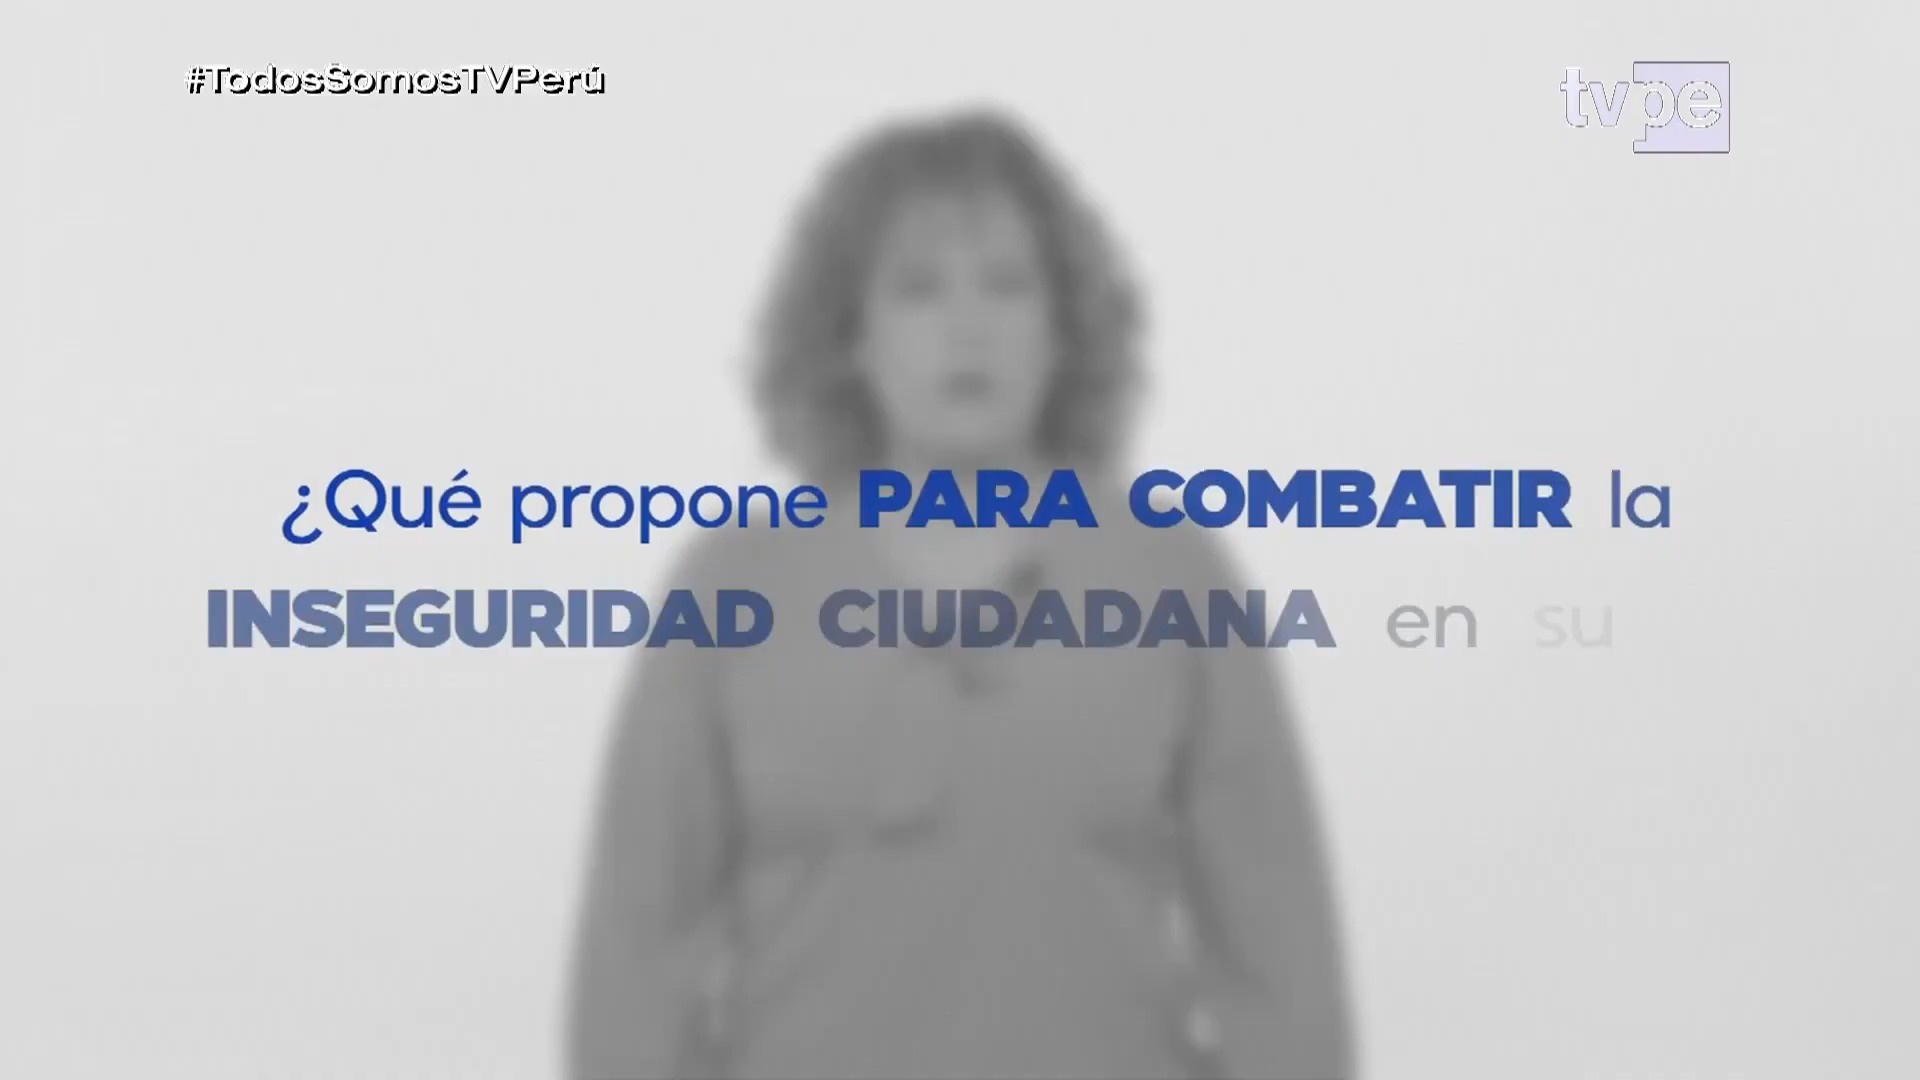 #TodosSomosTVPerú
tvpe
¿Qué propone PARA COMBATIR la
INSEGURIDAD CIUDADANA en su